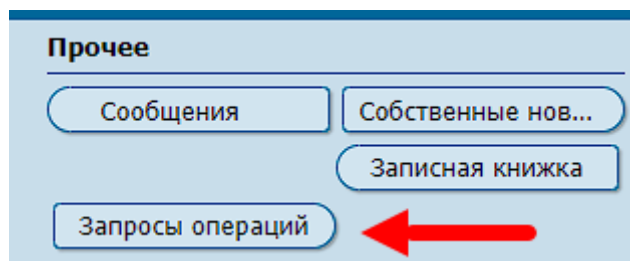 Прочее
Сообщения
Собственные нов...
Записная книжка
Запросы операций